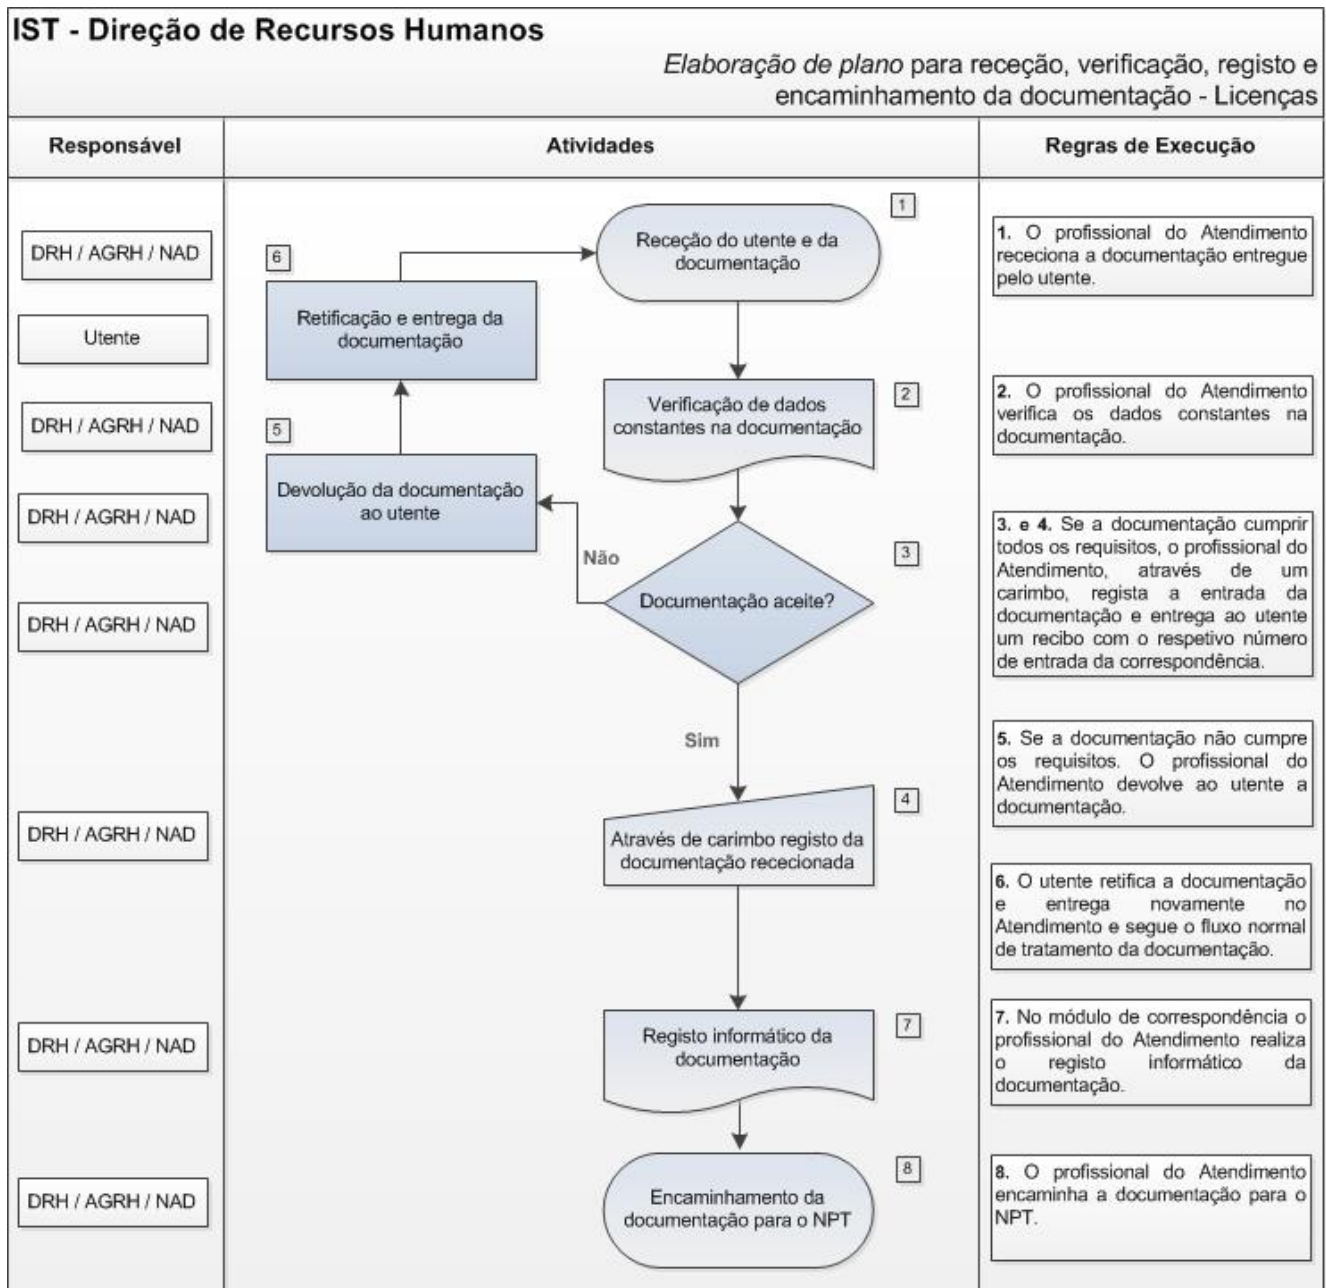 IST - Direção de Recursos Humanos
Elaboração de plano para receção, verificação, registo e
encaminhamento da documentação - Licenças
Responsável
Atividades
Regras de Execução
DRH / AGRH / NAD
Utente
DRH / AGRH / NAD
DRH / AGRH / NAD
DRH / AGRH / NAD
DRH / AGRH / NAD
DRH / AGRH / NAD
DRH / AGRH / NAD
1
Receção do utente e da
documentação
6
Retificação e entrega da
documentação
2
Verificação de dados
constantes na documentação
5
Devolução da documentação
ao utente
Não
3
Documentação aceite?
Sim
4
Através de carimbo registo da
documentação rececionada
7
Registo informático da
documentação
8
Encaminhamento da
documentação para o NPT
1. O profissional do Atendimento
receciona a documentação entregue
pelo utente.
2. O profissional do Atendimento
verifica os dados constantes na
documentação.
3. e 4. Se a documentação cumprir
todos os requisitos, o profissional do
Atendimento, através de um
carimbo, regista a entrada da
documentação e entrega ao utente
um recibo com o respetivo número
de entrada da correspondência.
5. Se a documentação não cumpre
os requisitos. O profissional do
Atendimento devolve ao utente a
documentação.
6. O utente retifica a documentação
e entrega novamente no
Atendimento e segue o fluxo normal
de tratamento da documentação.
7. No módulo de correspondência o
profissional do Atendimento realiza
o registo informático da
documentação.
8. O profissional do Atendimento
encaminha a documentação para o
NPT.